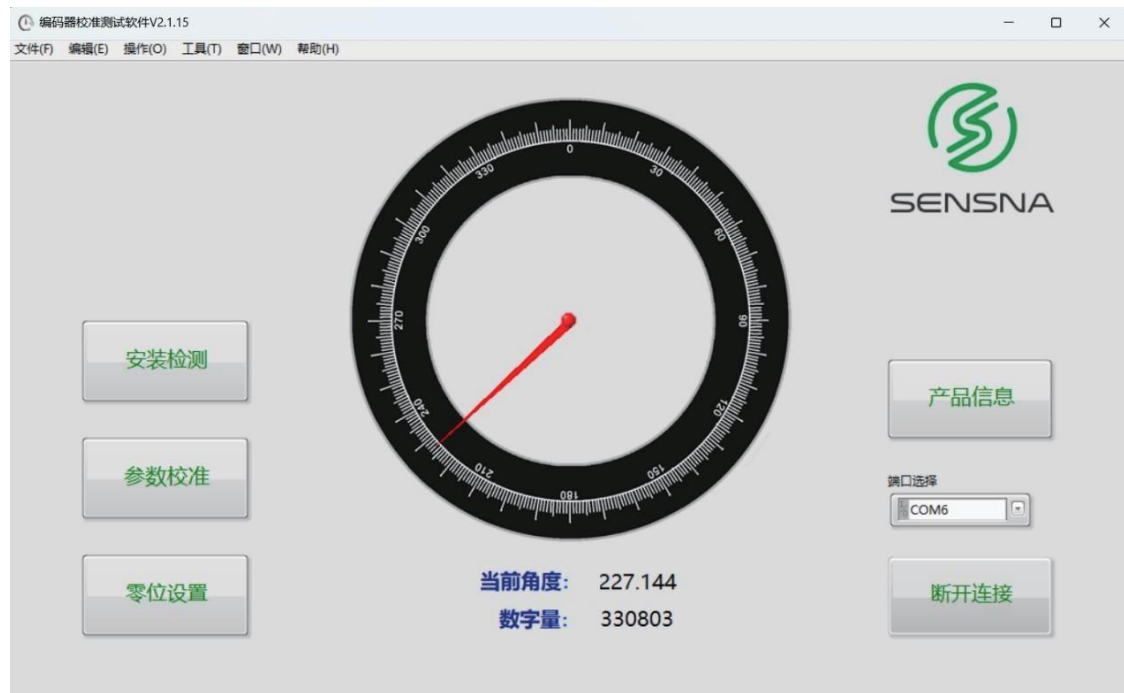 编码器校准测试软件V2.1.15
文件(F) 编辑(E) 操作(O) 工具(T) 窗口(W) 帮助(H)
SENSNA
0
30
60
90
120
150
180
210
240
270
300
330
安装检测
参数校准
零位设置
产品信息
端口选择
COM6
断开连接
当前角度: 227.144
数字量: 330803